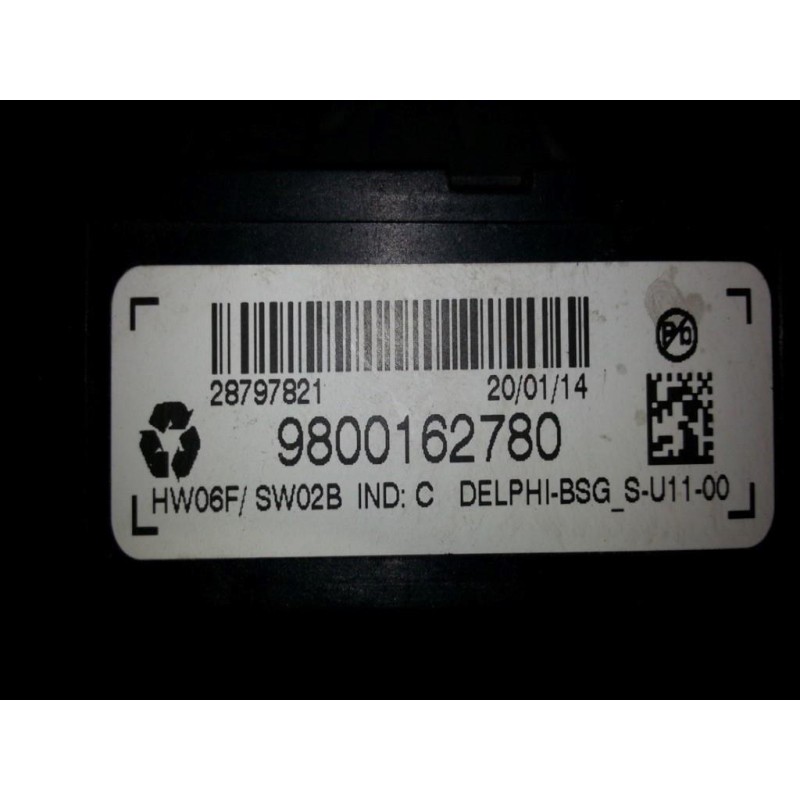 28797821 20/01/14
9800162780
HW06F/ SW02B IND: C DELPHI-BSG_S-U11-00